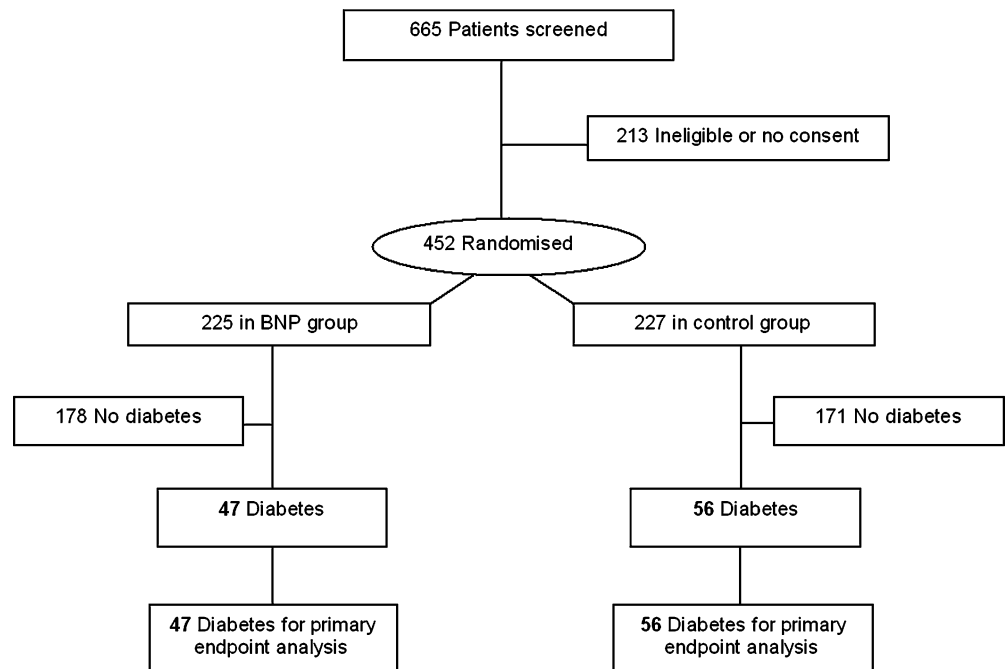 665 Patients screened
213 Ineligible or no consent
452 Randomised
225 in BNP group
227 in control group
178 No diabetes
171 No diabetes
47 Diabetes
56 Diabetes
47 Diabetes for primary
endpoint analysis
56 Diabetes for primary
endpoint analysis